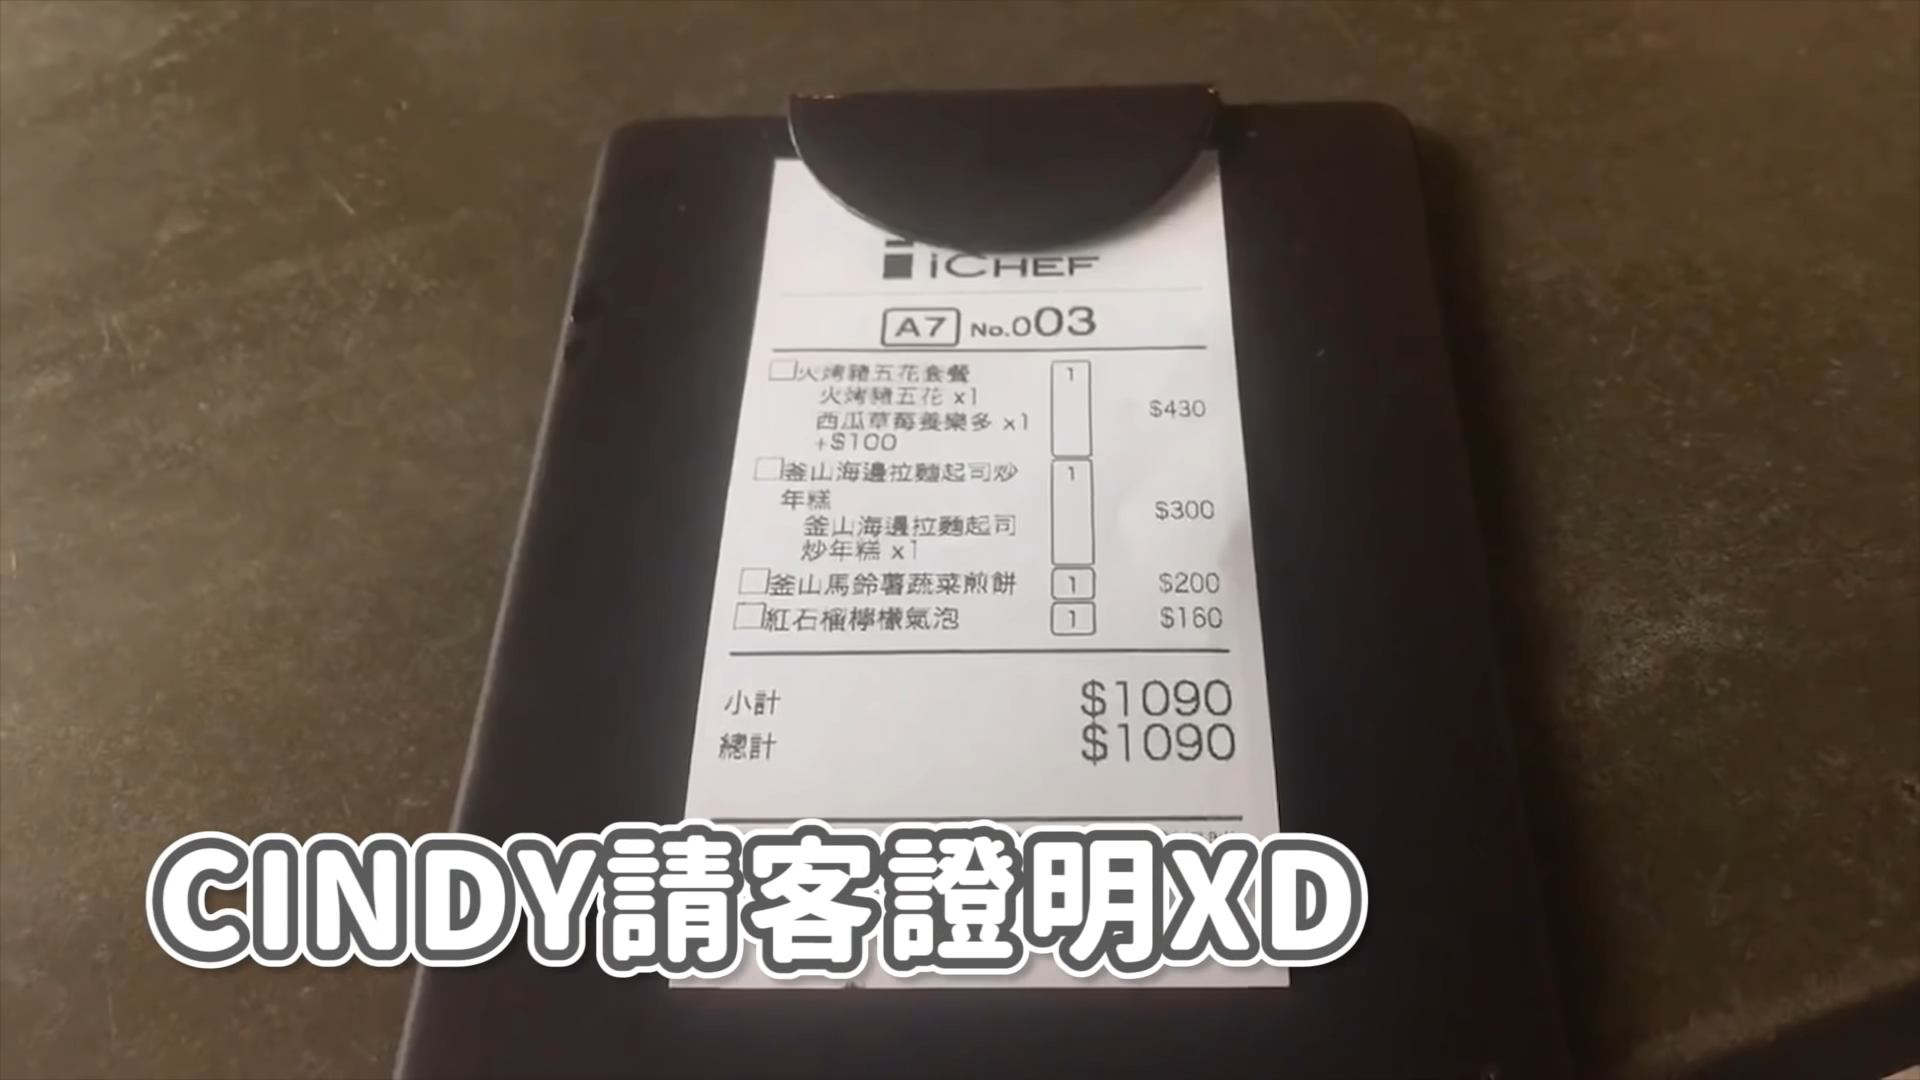 iCHEF
A7 No.003
火烤豬五花套餐 1 $430
火烤豬五花 x1
西瓜草莓養樂多 x1
+$100
釜山海邊拉麵起司炒 1 $300
年糕
釜山海邊拉麵起司
炒年糕 x1
釜山馬鈴薯蔬菜煎餅 1 $200
紅石榴檸檬氣泡 1 $160
小計 $1090
總計 $1090
CINDY請客證明XD